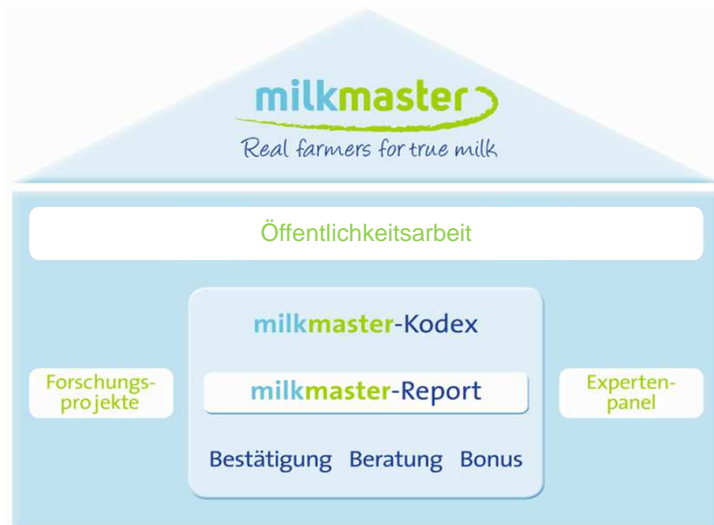 milkmaster
Real farmers for true milk
Öffentlichkeitsarbeit
milkmaster-Kodex
Forschungs-
projekte
milkmaster-Report
Experten-
panel
Bestätigung Beratung Bonus